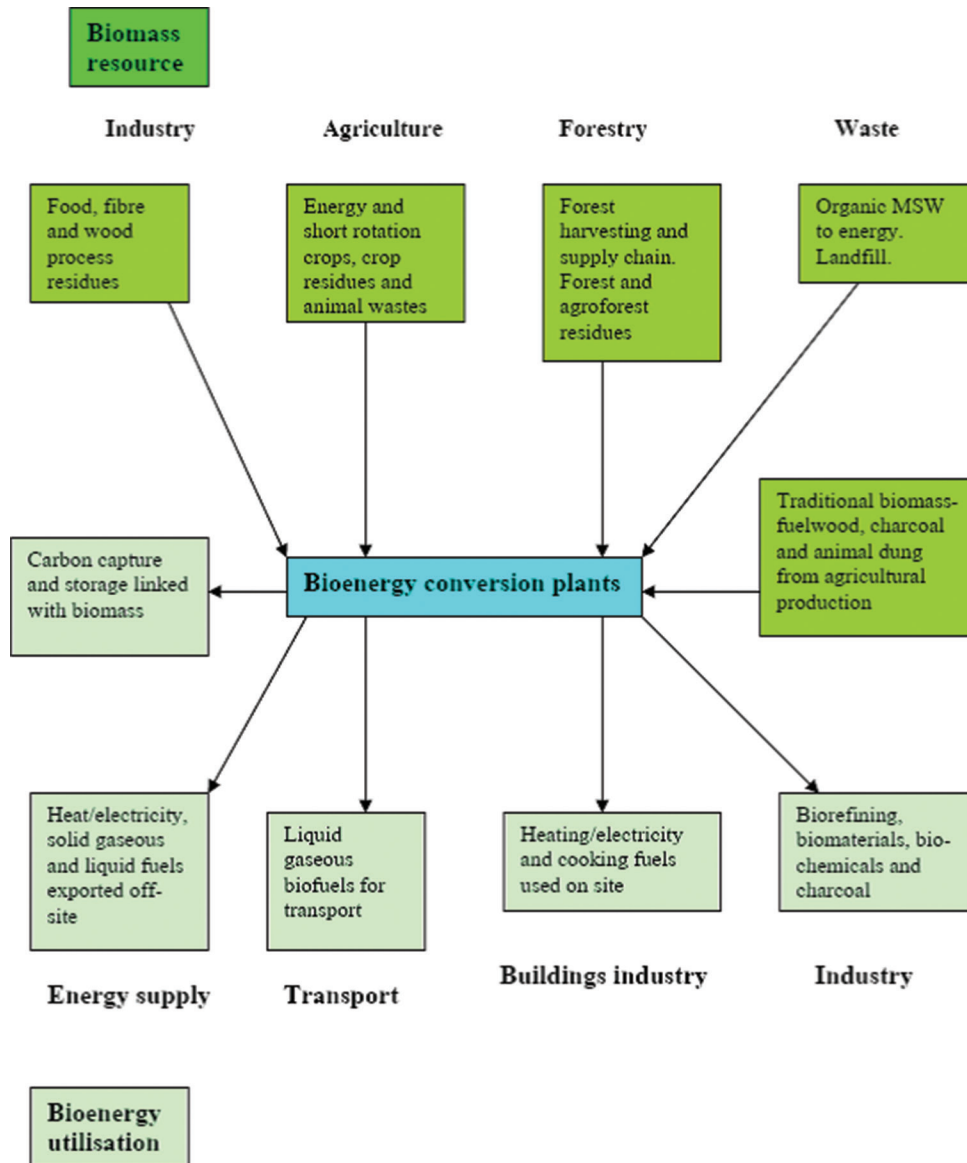 Biomass
resource
Industry
Agriculture
Forestry
Waste
Food, fibre
and wood
process
residues
Energy and
short rotation
crops, crop
residues and
animal wastes
Forest
harvesting and
supply chain.
Forest and
agroforest
residues
Organic MSW
to energy.
Landfill.
Carbon capture
and storage linked
with biomass
Bioenergy conversion plants
Traditional biomass-
fuelwood, charcoal
and animal dung
from agricultural
production
Heat/electricity,
solid gaseous
and liquid fuels
exported off-
site
Liquid
gaseous
biofuels for
transport
Heating/electricity
and cooking fuels
used on site
Biorefining,
biomaterials, bio-
chemicals and
charcoal
Energy supply
Transport
Buildings industry
Industry
Bioenergy
utilisation